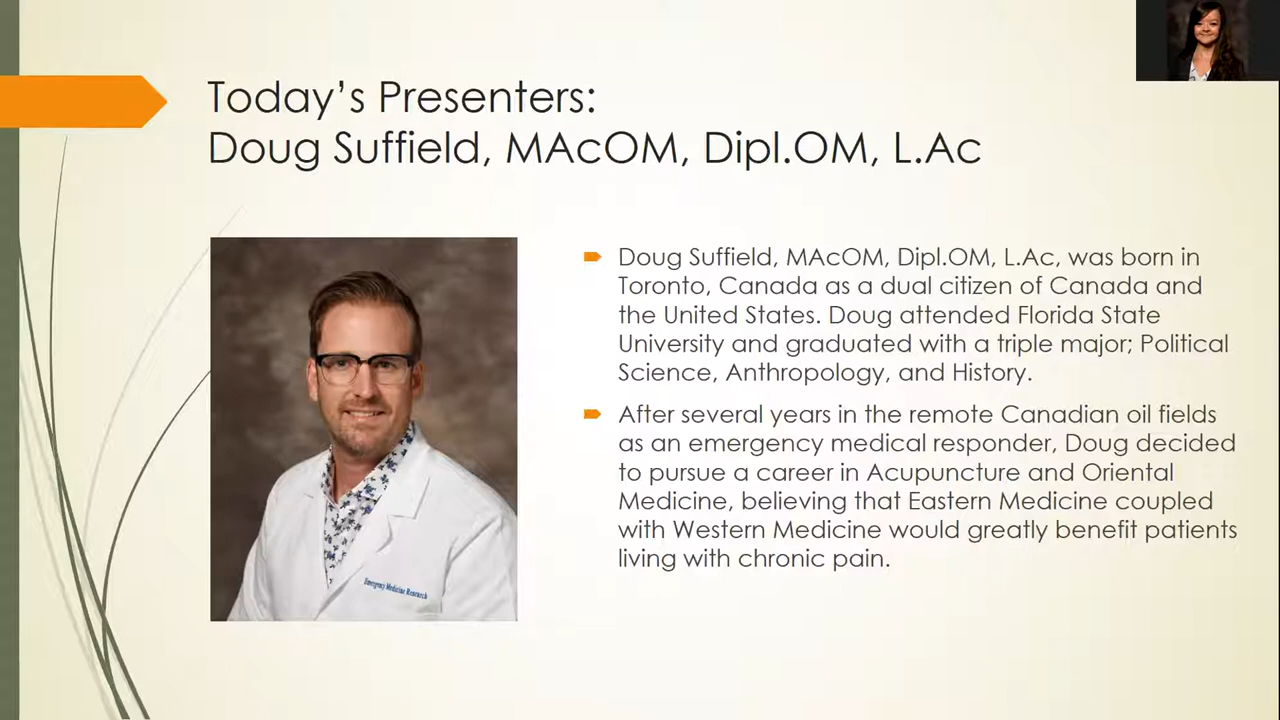 Today’s Presenters:
Doug Suffield, MAcOM, Dipl.OM, L.Ac
Doug Suffield, MAcOM, Dipl.OM, L.Ac, was born in
Toronto, Canada as a dual citizen of Canada and
the United States. Doug attended Florida State
University and graduated with a triple major; Political
Science, Anthropology, and History.
After several years in the remote Canadian oil fields
as an emergency medical responder, Doug decided
to pursue a career in Acupuncture and Oriental
Medicine, believing that Eastern Medicine coupled
with Western Medicine would greatly benefit patients
living with chronic pain.
Emergency Medicine Research